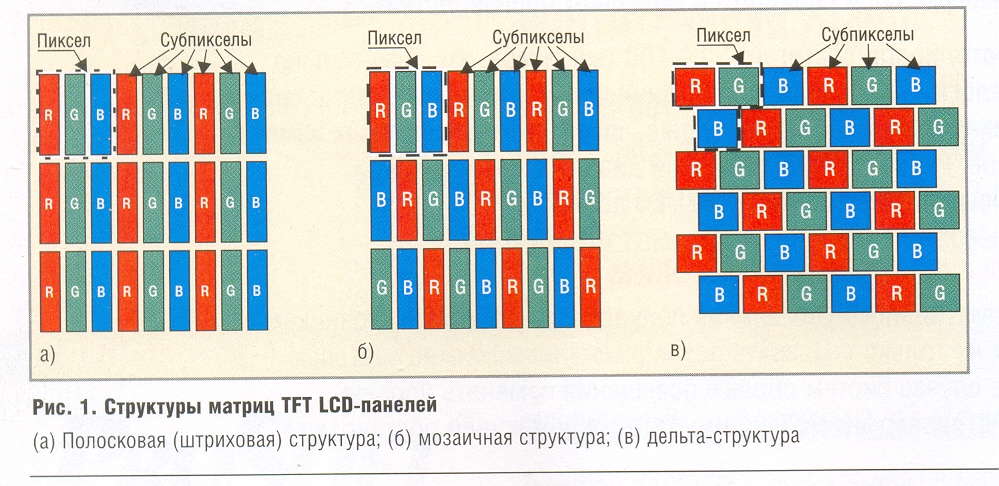 Пиксел Субпикселы
R G B R G B R G B
R G B R G B R G B
R G B R G B R G B
а)
Пиксел Субпикселы
R G B R G B R G B
B R G B R G B R G
G B R G B R G B R
б)
Пиксел Субпикселы
R G B R G B
B R G B R G
R G B R G B
B R G B R G
R G B R G B
B R G B R G
в)
Рис. 1. Структуры матриц TFT LCD-панелей
(а) Полосковая (штриховая) структура; (б) мозаичная структура; (в) дельта-структура